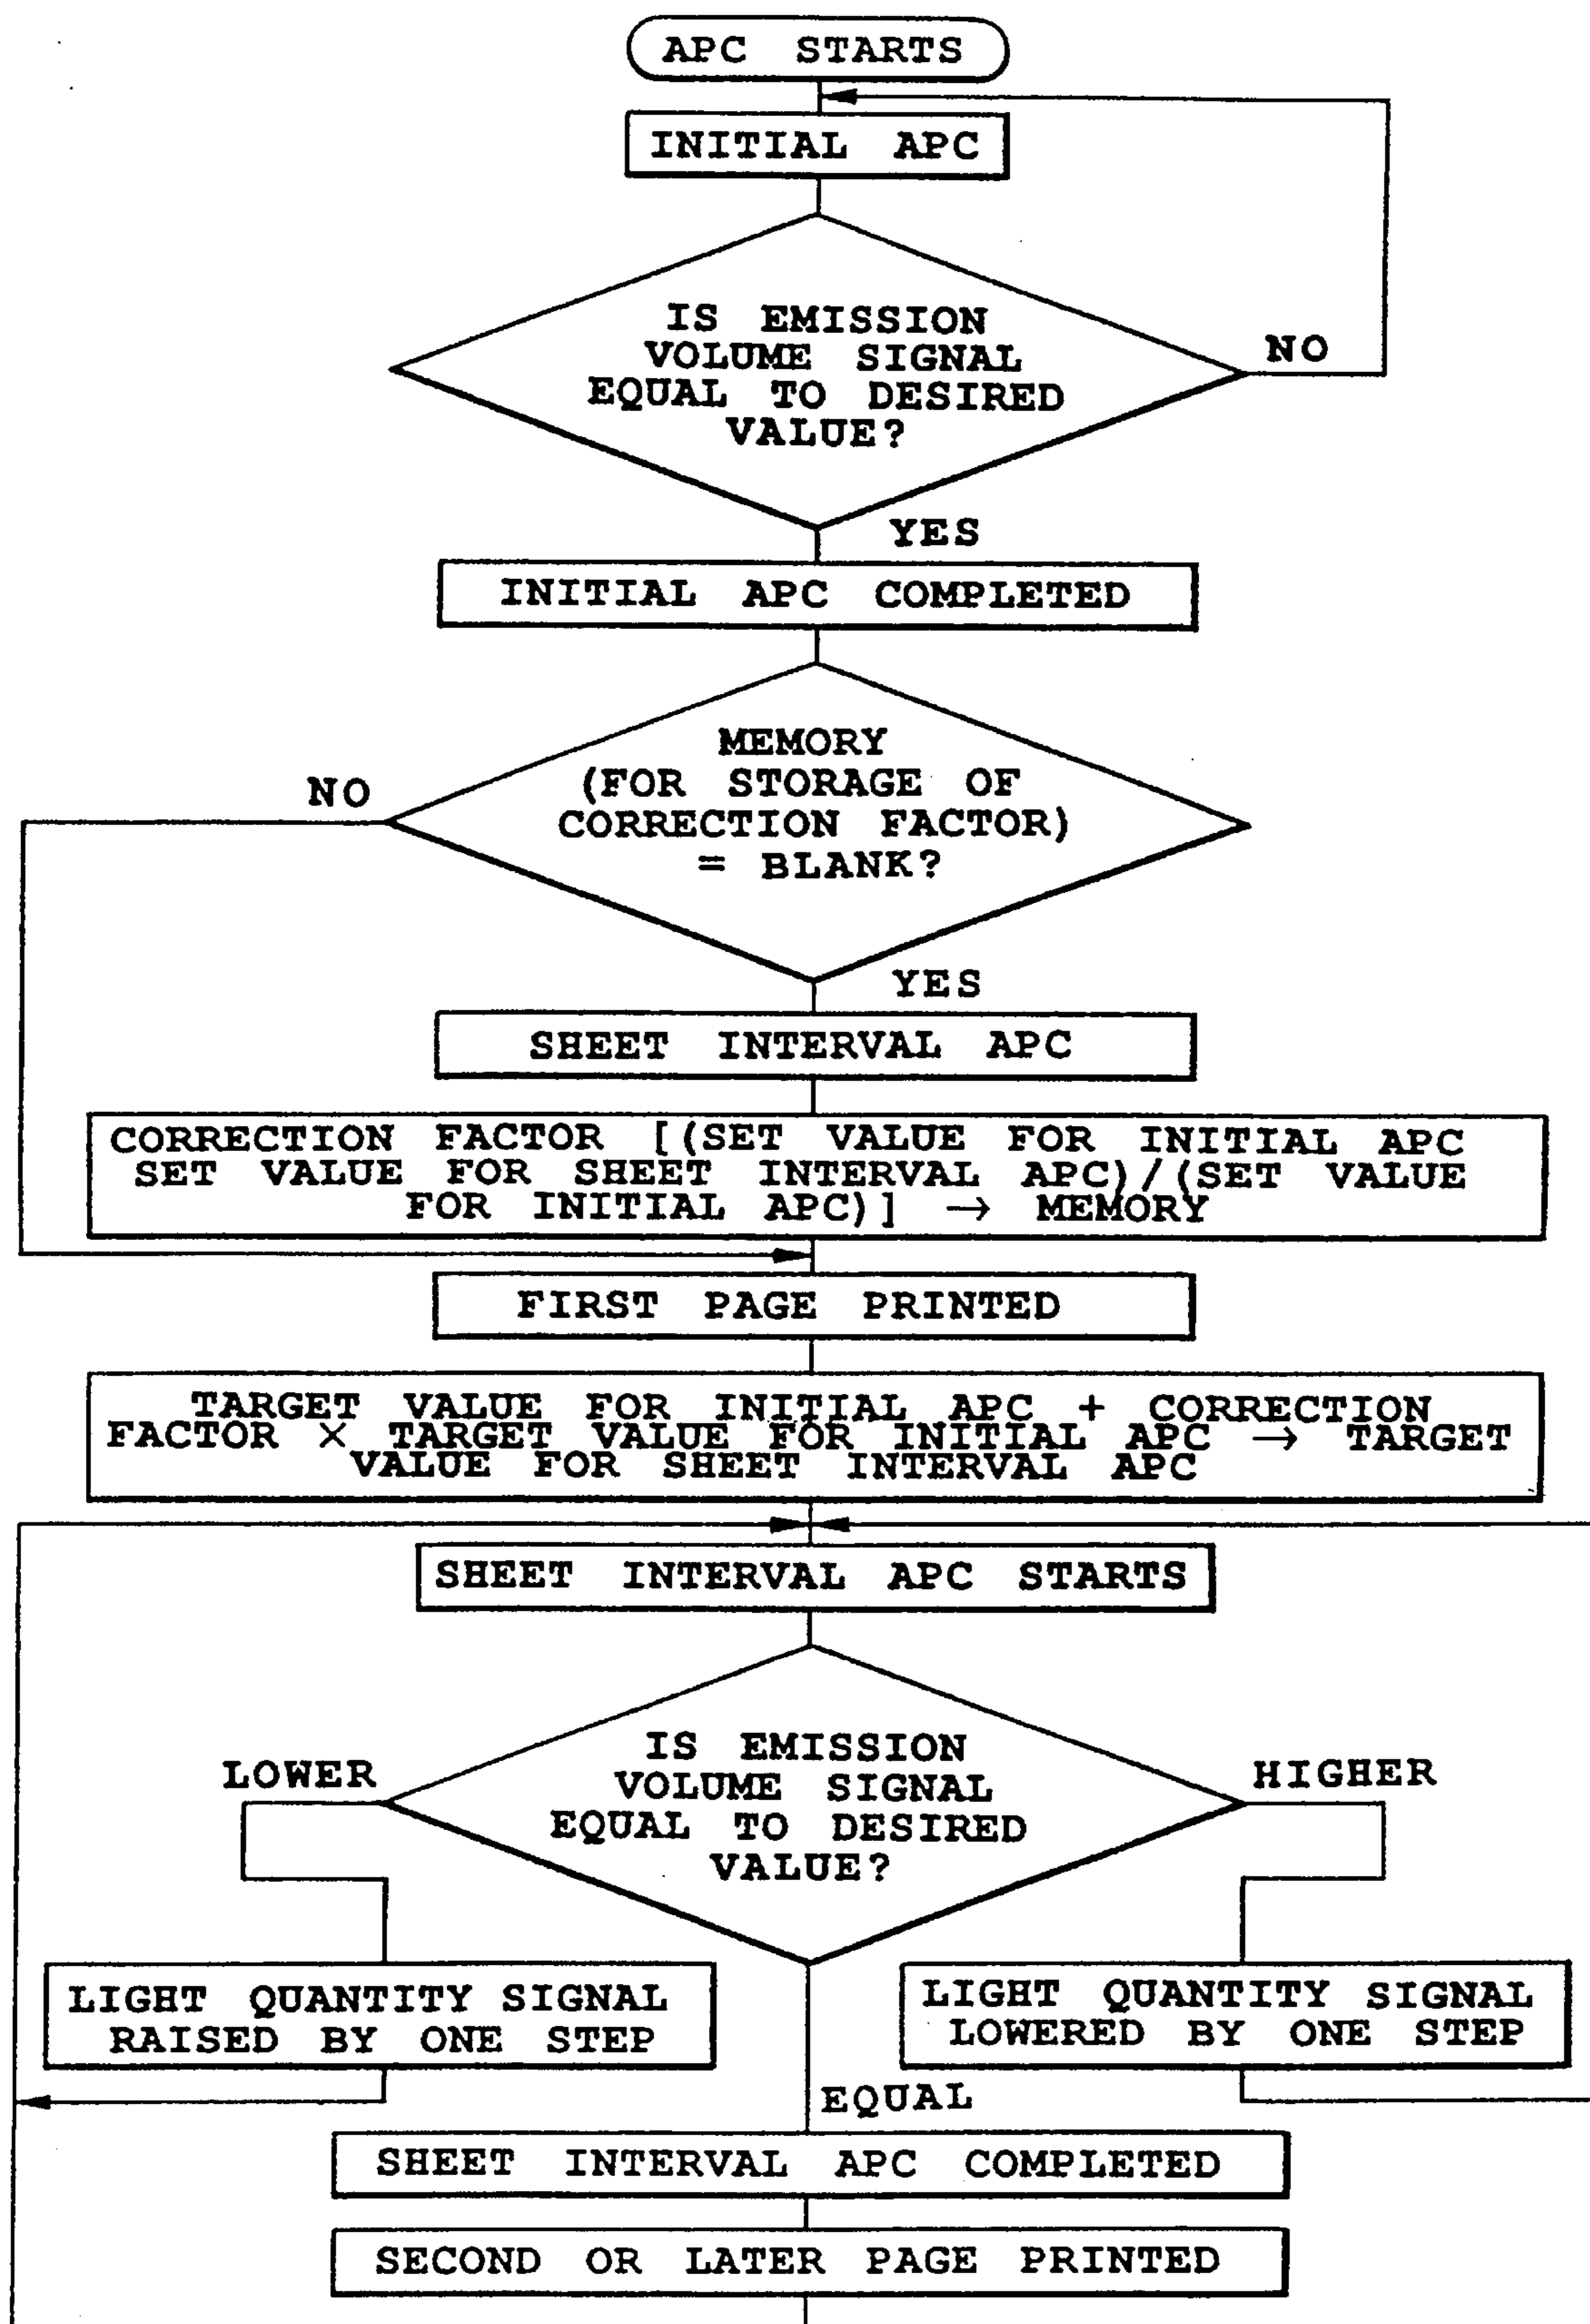 APC STARTS
INITIAL APC
IS EMISSION
VOLUME SIGNAL
EQUAL TO DESIRED
VALUE?
NO
YES
INITIAL APC COMPLETED
MEMORY
(FOR STORAGE OF
CORRECTION FACTOR)
= BLANK?
NO
YES
SHEET INTERVAL APC
CORRECTION FACTOR [(SET VALUE FOR INITIAL APC
SET VALUE FOR SHEET INTERVAL APC)/(SET VALUE
FOR INITIAL APC)] → MEMORY
FIRST PAGE PRINTED
TARGET VALUE FOR INITIAL APC + CORRECTION
FACTOR × TARGET VALUE FOR INITIAL APC → TARGET
VALUE FOR SHEET INTERVAL APC
SHEET INTERVAL APC STARTS
IS EMISSION
VOLUME SIGNAL
EQUAL TO DESIRED
VALUE?
LOWER
HIGHER
LIGHT QUANTITY SIGNAL
RAISED BY ONE STEP
LIGHT QUANTITY SIGNAL
LOWERED BY ONE STEP
EQUAL
SHEET INTERVAL APC COMPLETED
SECOND OR LATER PAGE PRINTED